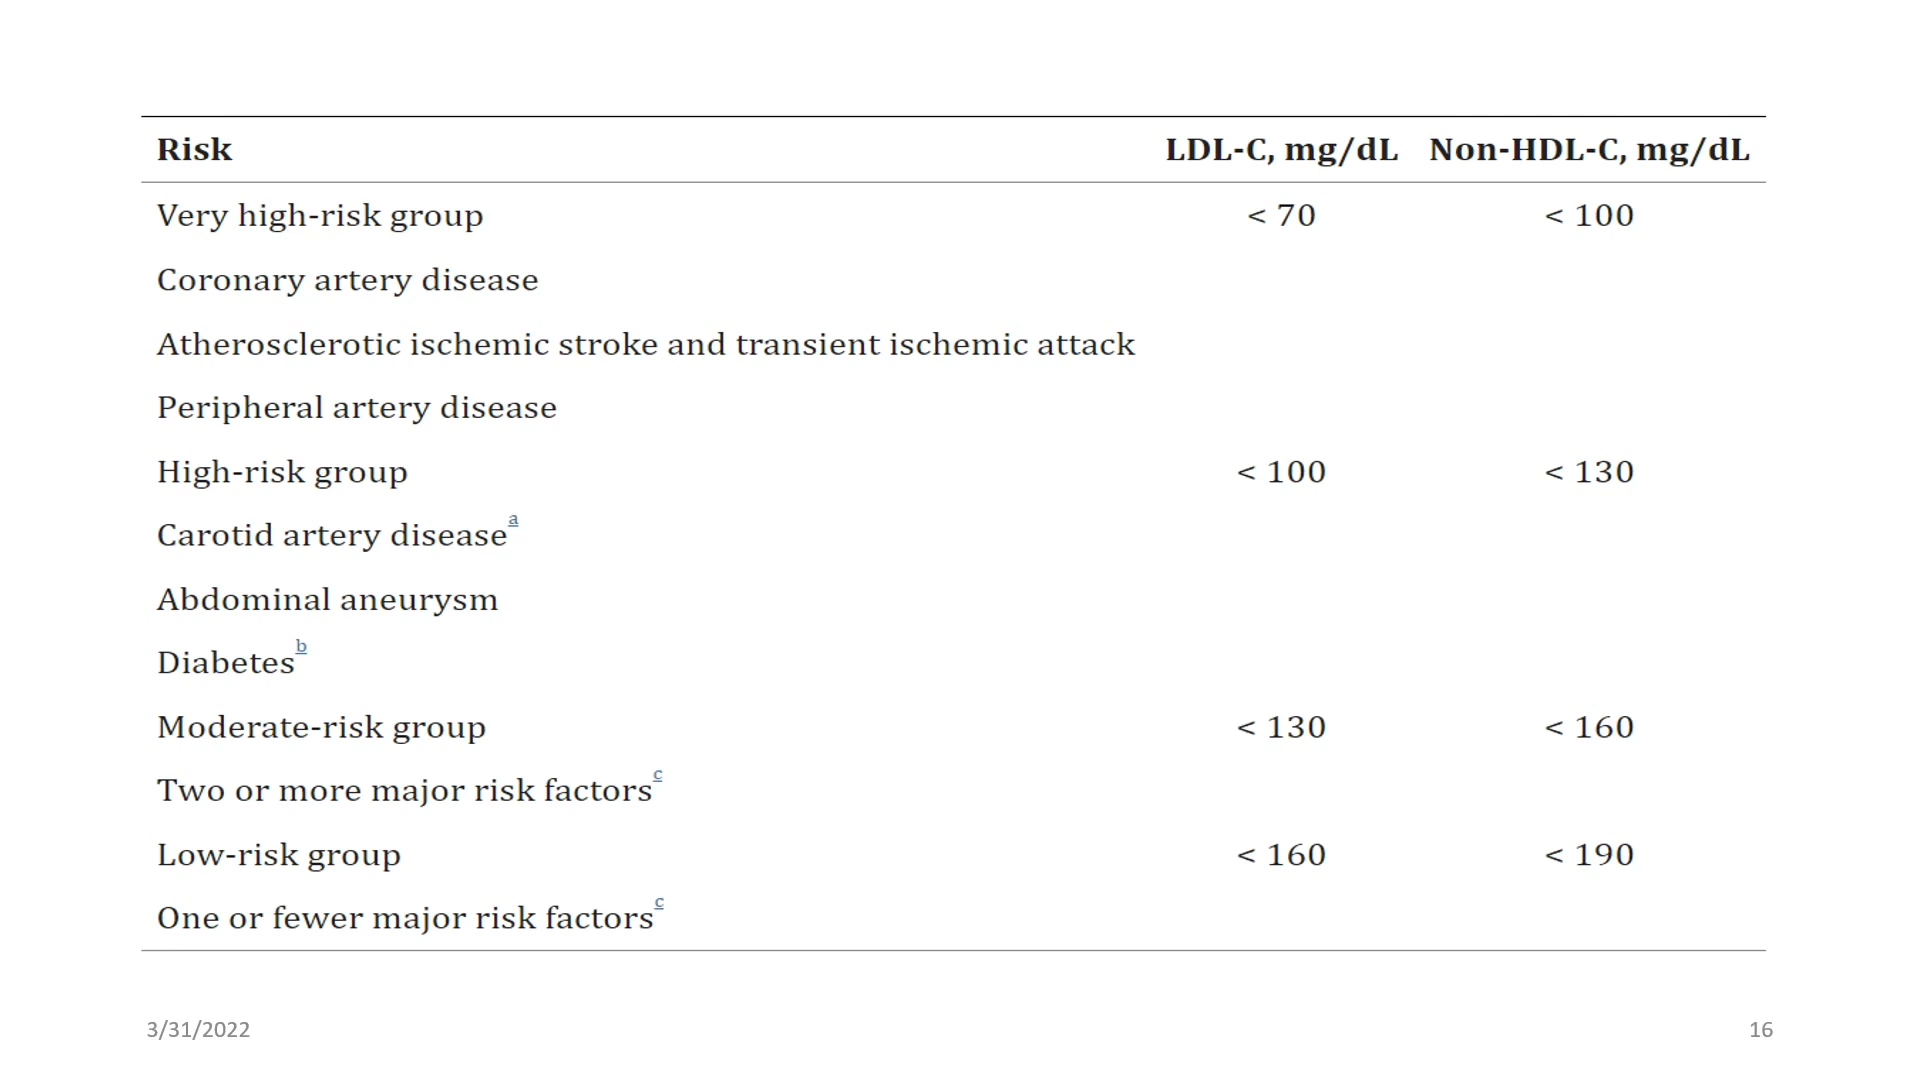 Risk LDL-C, mg/dL Non-HDL-C, mg/dL
Very high-risk group < 70 < 100
Coronary artery disease
Atherosclerotic ischemic stroke and transient ischemic attack
Peripheral artery disease
High-risk group < 100 < 130
Carotid artery disease a
Abdominal aneurysm
Diabetes b
Moderate-risk group < 130 < 160
Two or more major risk factors c
Low-risk group < 160 < 190
One or fewer major risk factors c
3/31/2022 16